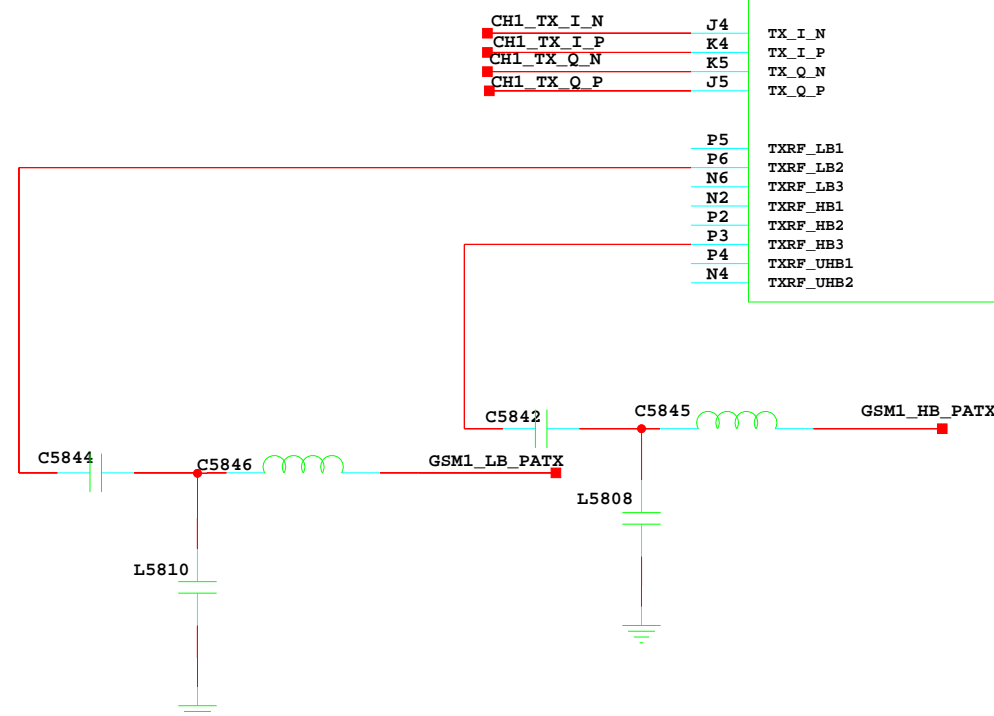 CH1_TX_I_N J4 TX_I_N
CH1_TX_I_P K4 TX_I_P
CH1_TX_Q_N K5 TX_Q_N
CH1_TX_Q_P J5 TX_Q_P
P5 TXRF_LB1
P6 TXRF_LB2
N6 TXRF_LB3
N2 TXRF_HB1
P2 TXRF_HB2
P3 TXRF_HB3
P4 TXRF_UHB1
N4 TXRF_UHB2
C5842 C5845 GSM1_HB_PATX
C5844 C5846 GSM1_LB_PATX
L5808
L5810